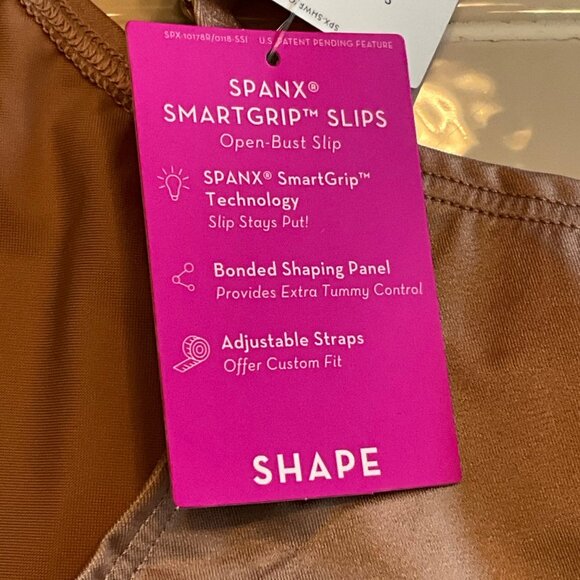 SPX-10178R/0118-SSI U.S. PATENT PENDING FEATURE
SPANX®
SMARTGRIP™ SLIPS
Open-Bust Slip
SPANX® SmartGrip™
Technology
Slip Stays Put!
Bonded Shaping Panel
Provides Extra Tummy Control
Adjustable Straps
Offer Custom Fit
SHAPE